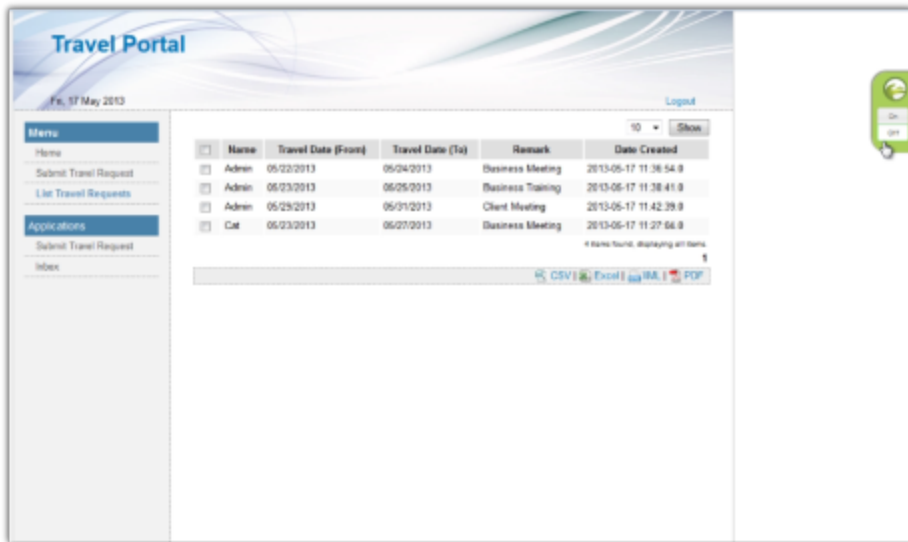 Travel Portal
Fri, 17 May 2013
Logout
Menu
Home
Submit Travel Request
List Travel Requests
Applications
Submit Travel Request
Inbox
10 Show
Name Travel Date (From) Travel Date (To) Remark Date Created
Admin 05/22/2013 05/24/2013 Business Meeting 2013-05-17 11:36:54.0
Admin 05/23/2013 06/25/2013 Business Training 2013-05-17 11:38:41.0
Admin 05/29/2013 05/31/2013 Client Meeting 2013-05-17 11:42:39.0
Cat 05/23/2013 05/27/2013 Business Meeting 2013-05-17 11:27:04.0
4 items found, displaying all items.
1
CSV | Excel | XML | PDF
On
Off